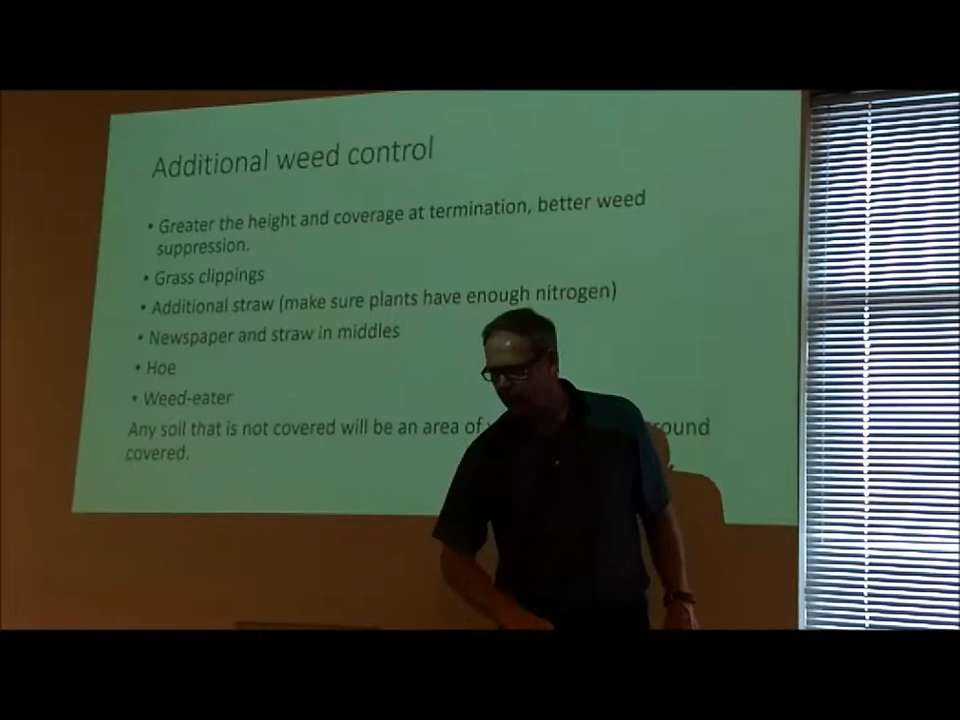 Additional weed control
• Greater the height and coverage at termination, better weed
suppression.
• Grass clippings
• Additional straw (make sure plants have enough nitrogen)
• Newspaper and straw in middles
• Hoe
• Weed-eater
Any soil that is not covered will be an area of
covered.